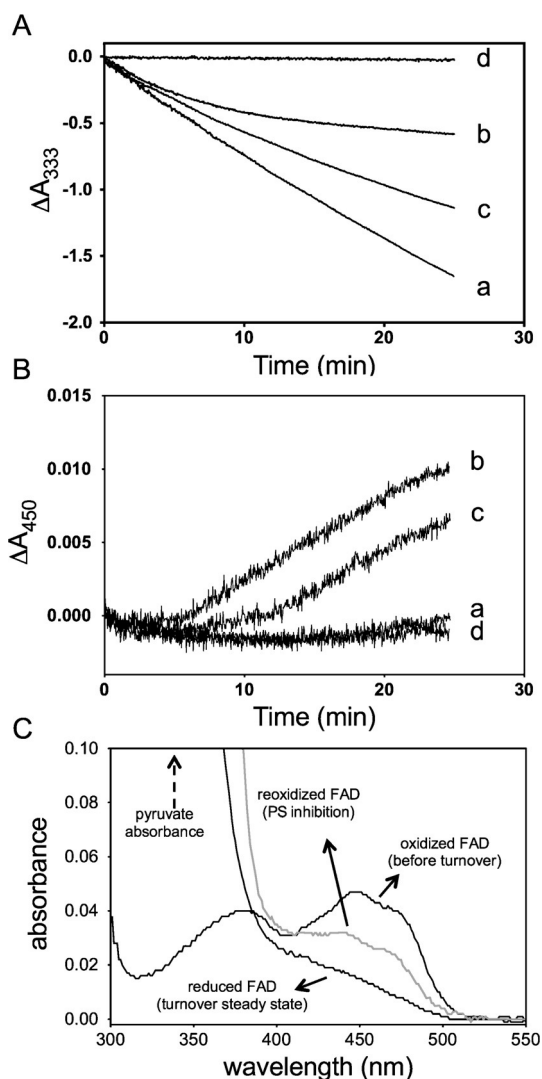 A
0.0
-0.5
-1.0
-1.5
-2.0
ΔA333
d
b
c
a
0 10 20 30
Time (min)
B
0.015
0.010
0.005
0.000
ΔA450
b
c
a
d
0 10 20 30
Time (min)
C
0.10
0.08
0.06
0.04
0.02
0.00
absorbance
pyruvate
absorbance
reoxidized FAD
(PS inhibition)
oxidized FAD
(before turnover)
reduced FAD
(turnover steady state)
300 350 400 450 500 550
wavelength (nm)